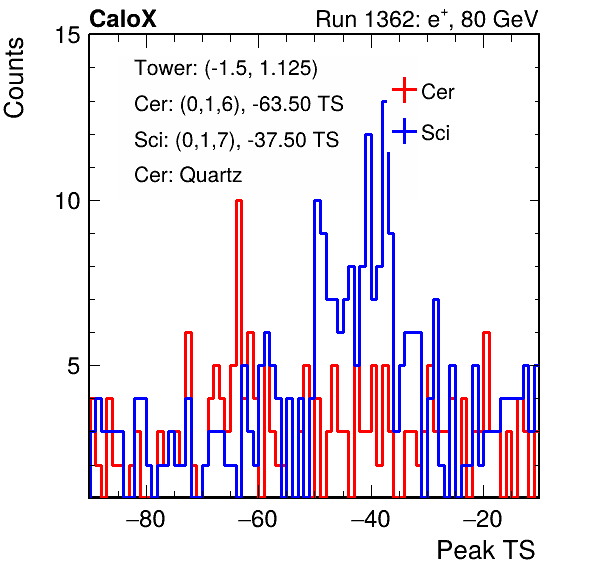 CaloX Run 1362: e⁺, 80 GeV
Counts
15
Tower: (-1.5, 1.125)
Cer: (0,1,6), -63.50 TS
Sci: (0,1,7), -37.50 TS
Cer: Quartz
Cer
Sci
10
5
−80 −60 −40 −20
Peak TS